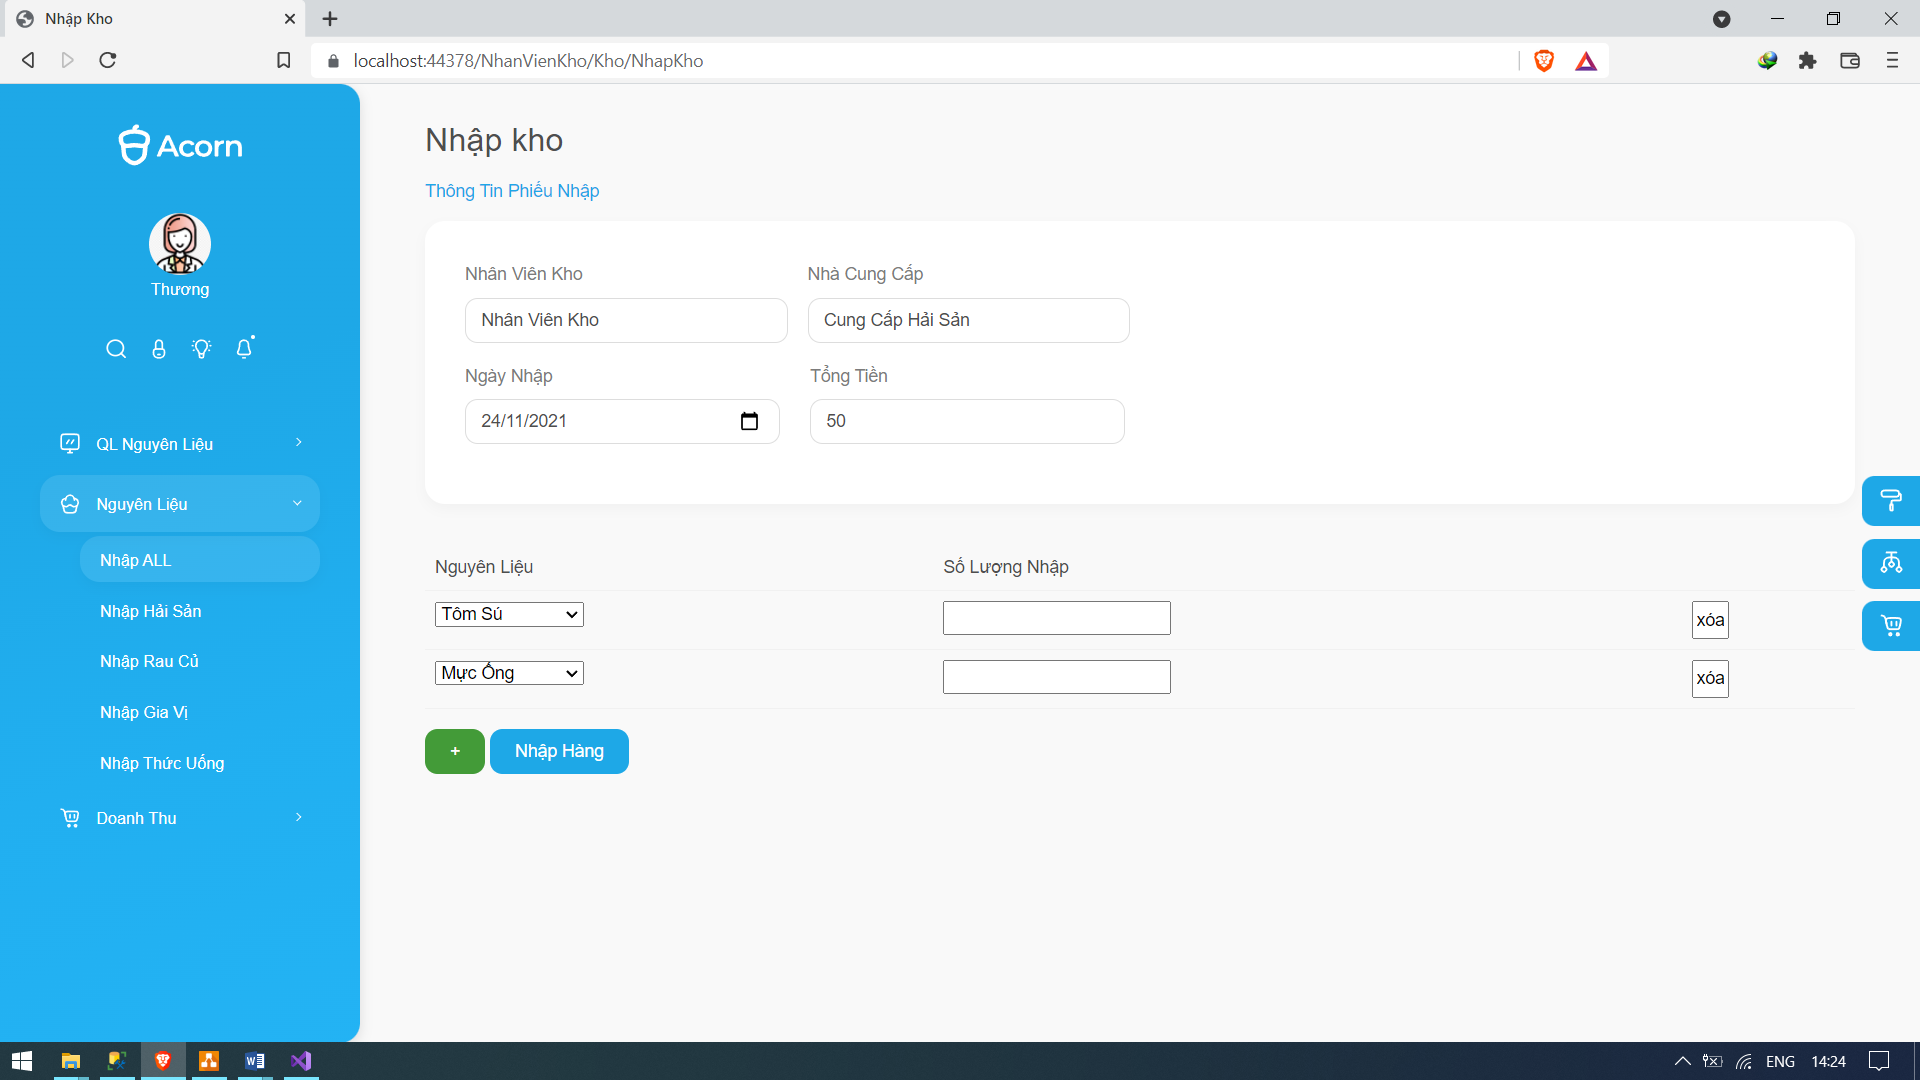 Nhập Kho
localhost:44378/NhanVienKho/Kho/NhapKho
Acorn
Thương
QL Nguyên Liệu
Nguyên Liệu
Nhập ALL
Nhập Hải Sản
Nhập Rau Củ
Nhập Gia Vị
Nhập Thức Uống
Doanh Thu
Nhập kho
Thông Tin Phiếu Nhập
Nhân Viên Kho Nhà Cung Cấp
Nhân Viên Kho Cung Cấp Hải Sản
Ngày Nhập Tổng Tiền
24/11/2021 50
Nguyên Liệu Số Lượng Nhập
Tôm Sú xóa
Mực Ống xóa
+ Nhập Hàng
ENG 14:24